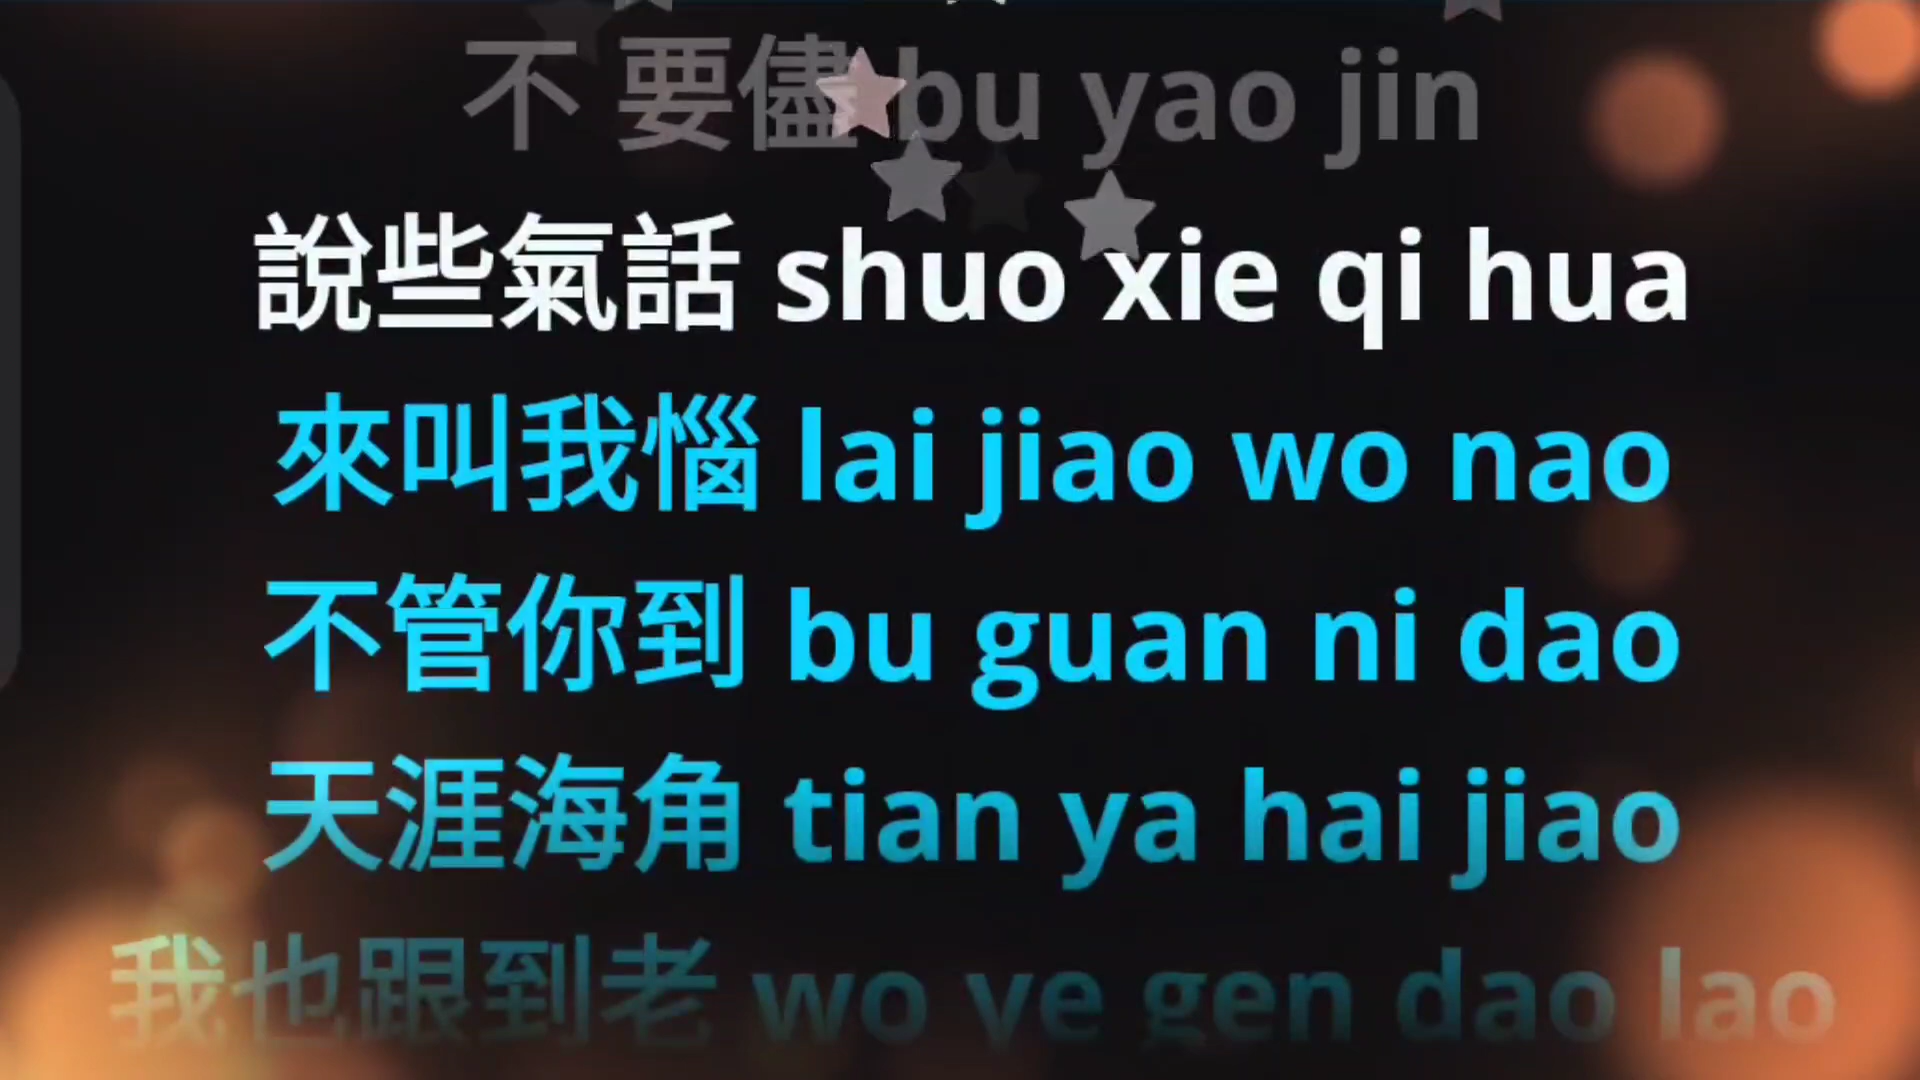 不 要儘 bu yao jin
說些氣話 shuo xie qi hua
來叫我惱 lai jiao wo nao
不管你到 bu guan ni dao
天涯海角 tian ya hai jiao
我也跟到老 wo ye gen dao lao